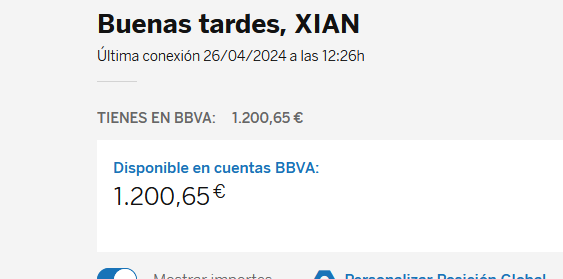 Buenas tardes, XIAN
Última conexión 26/04/2024 a las 12:26h
TIENES EN BBVA: 1.200,65 €
Disponible en cuentas BBVA:
1.200,65 €
Mostrar importes Personalizar Posición Global